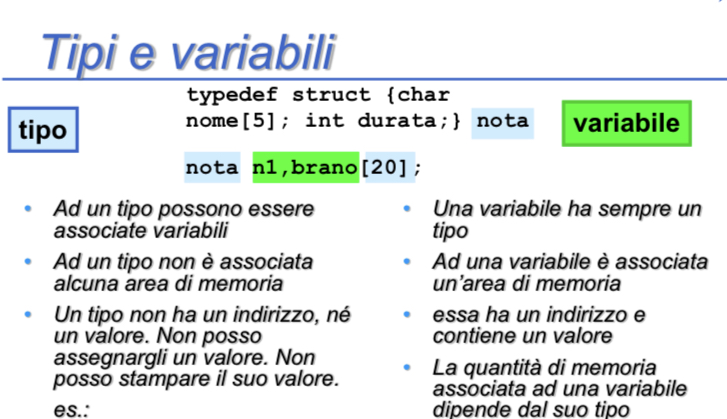 Tipi e variabili
typedef struct {char
nome[5]; int durata;} nota
tipo
variabile
nota n1,brano[20];
Ad un tipo possono essere
associate variabili
Ad un tipo non è associata
alcuna area di memoria
Un tipo non ha un indirizzo, né
un valore. Non posso
assegnargli un valore. Non
posso stampare il suo valore.
es.:
Una variabile ha sempre un
tipo
Ad una variabile è associata
un'area di memoria
essa ha un indirizzo e
contiene un valore
La quantità di memoria
associata ad una variabile
dipende dal suo tipo